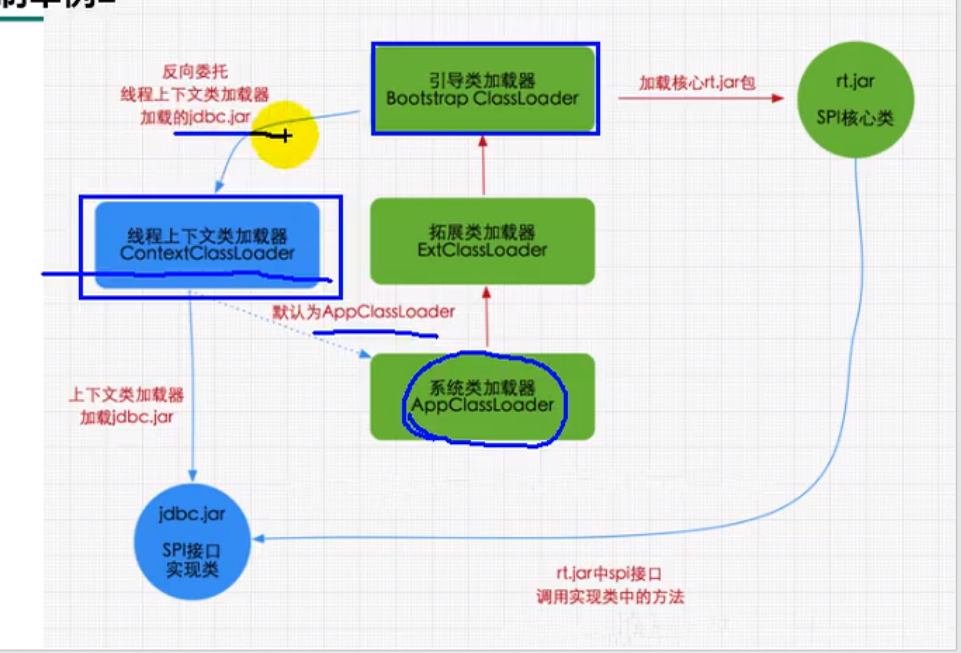 反向委托
线程上下文类加载器
加载的jdbc.jar
引导类加载器
Bootstrap ClassLoader
加载核心rt.jar包
rt.jar
SPI核心类
线程上下文类加载器
ContextClassLoader
拓展类加载器
ExtClassLoader
默认为AppClassLoader
系统类加载器
AppClassLoader
上下文类加载器
加载jdbc.jar
jdbc.jar
SPI接口
实现类
rt.jar中spi接口
调用实现类中的方法